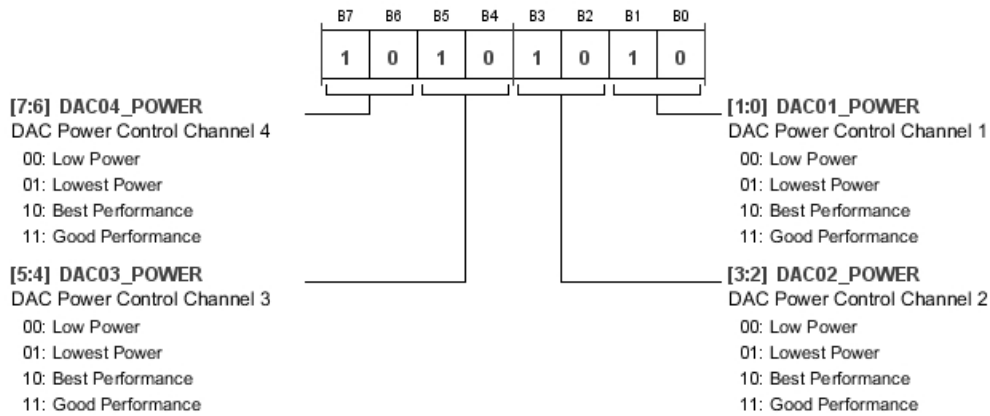 B7 B6 B5 B4 B3 B2 B1 B0
1 0 1 0 1 0 1 0
[7:6] DAC04_POWER
DAC Power Control Channel 4
00: Low Power
01: Lowest Power
10: Best Performance
11: Good Performance
[5:4] DAC03_POWER
DAC Power Control Channel 3
00: Low Power
01: Lowest Power
10: Best Performance
11: Good Performance
[1:0] DAC01_POWER
DAC Power Control Channel 1
00: Low Power
01: Lowest Power
10: Best Performance
11: Good Performance
[3:2] DAC02_POWER
DAC Power Control Channel 2
00: Low Power
01: Lowest Power
10: Best Performance
11: Good Performance